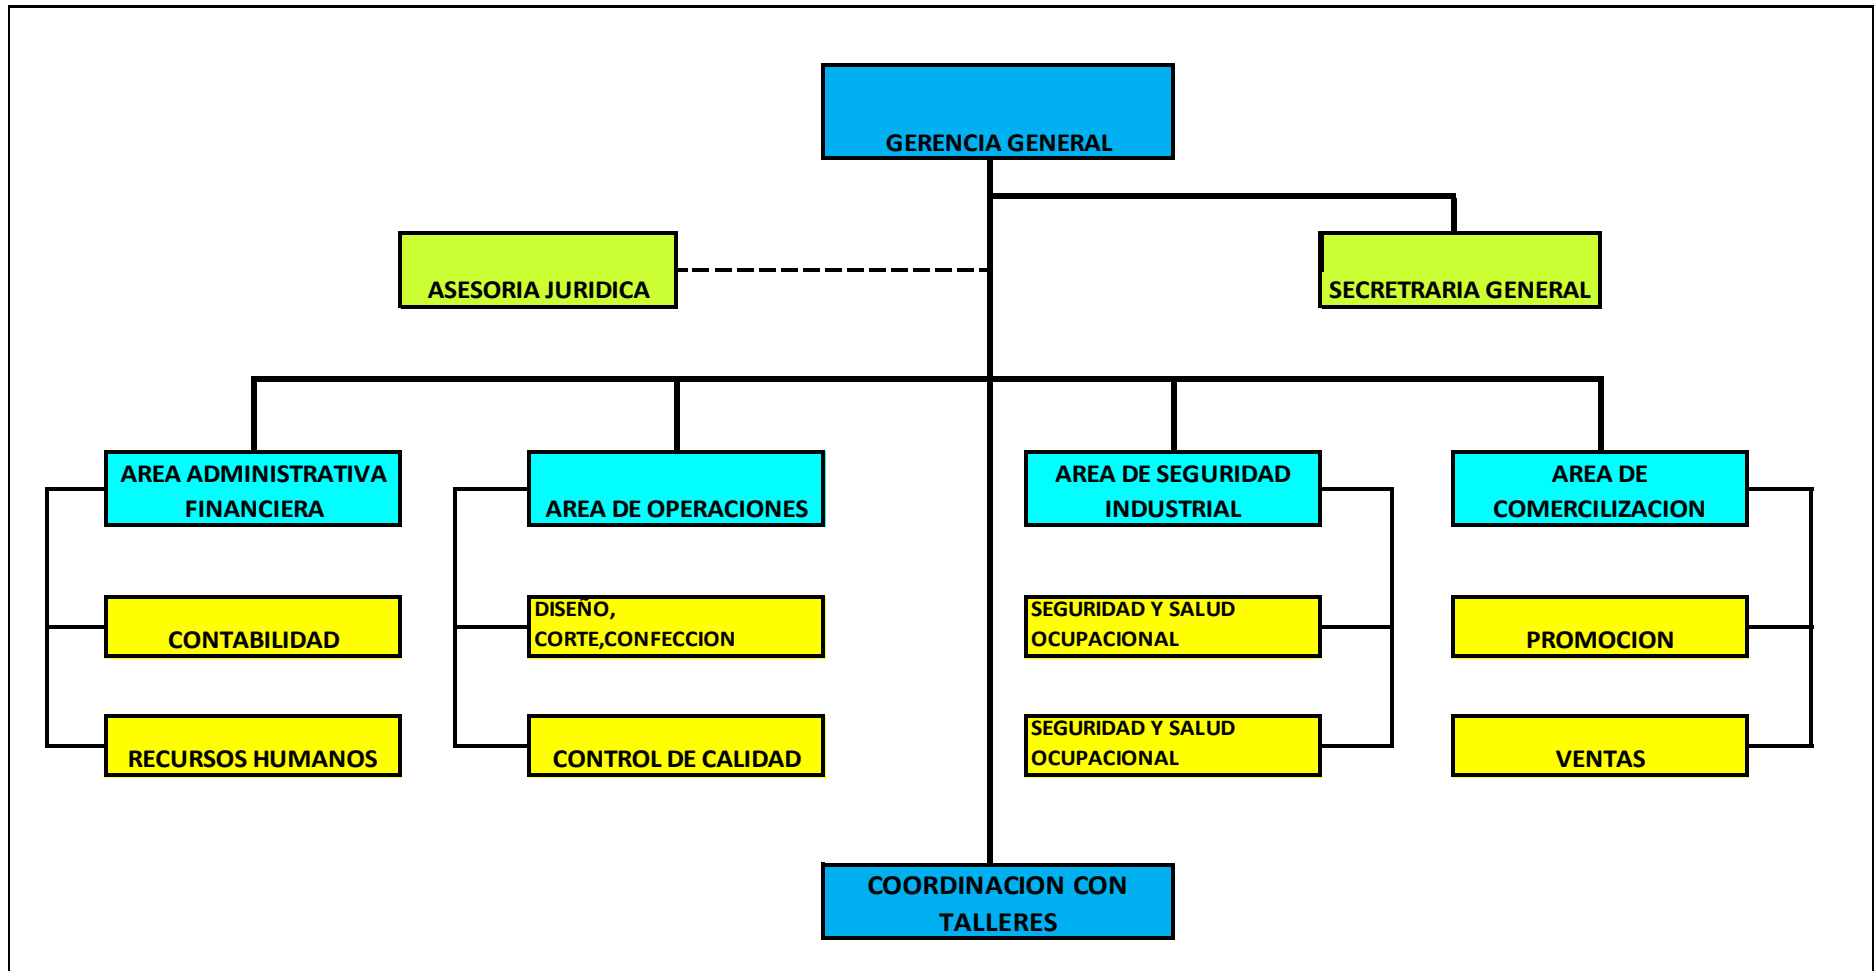 GERENCIA GENERAL
ASESORIA JURIDICA
SECRETRARIA GENERAL
AREA ADMINISTRATIVA
FINANCIERA
AREA DE OPERACIONES
AREA DE SEGURIDAD
INDUSTRIAL
AREA DE
COMERCILIZACION
CONTABILIDAD
DISEÑO,
CORTE,CONFECCION
SEGURIDAD Y SALUD
OCUPACIONAL
PROMOCION
RECURSOS HUMANOS
CONTROL DE CALIDAD
SEGURIDAD Y SALUD
OCUPACIONAL
VENTAS
COORDINACION CON
TALLERES